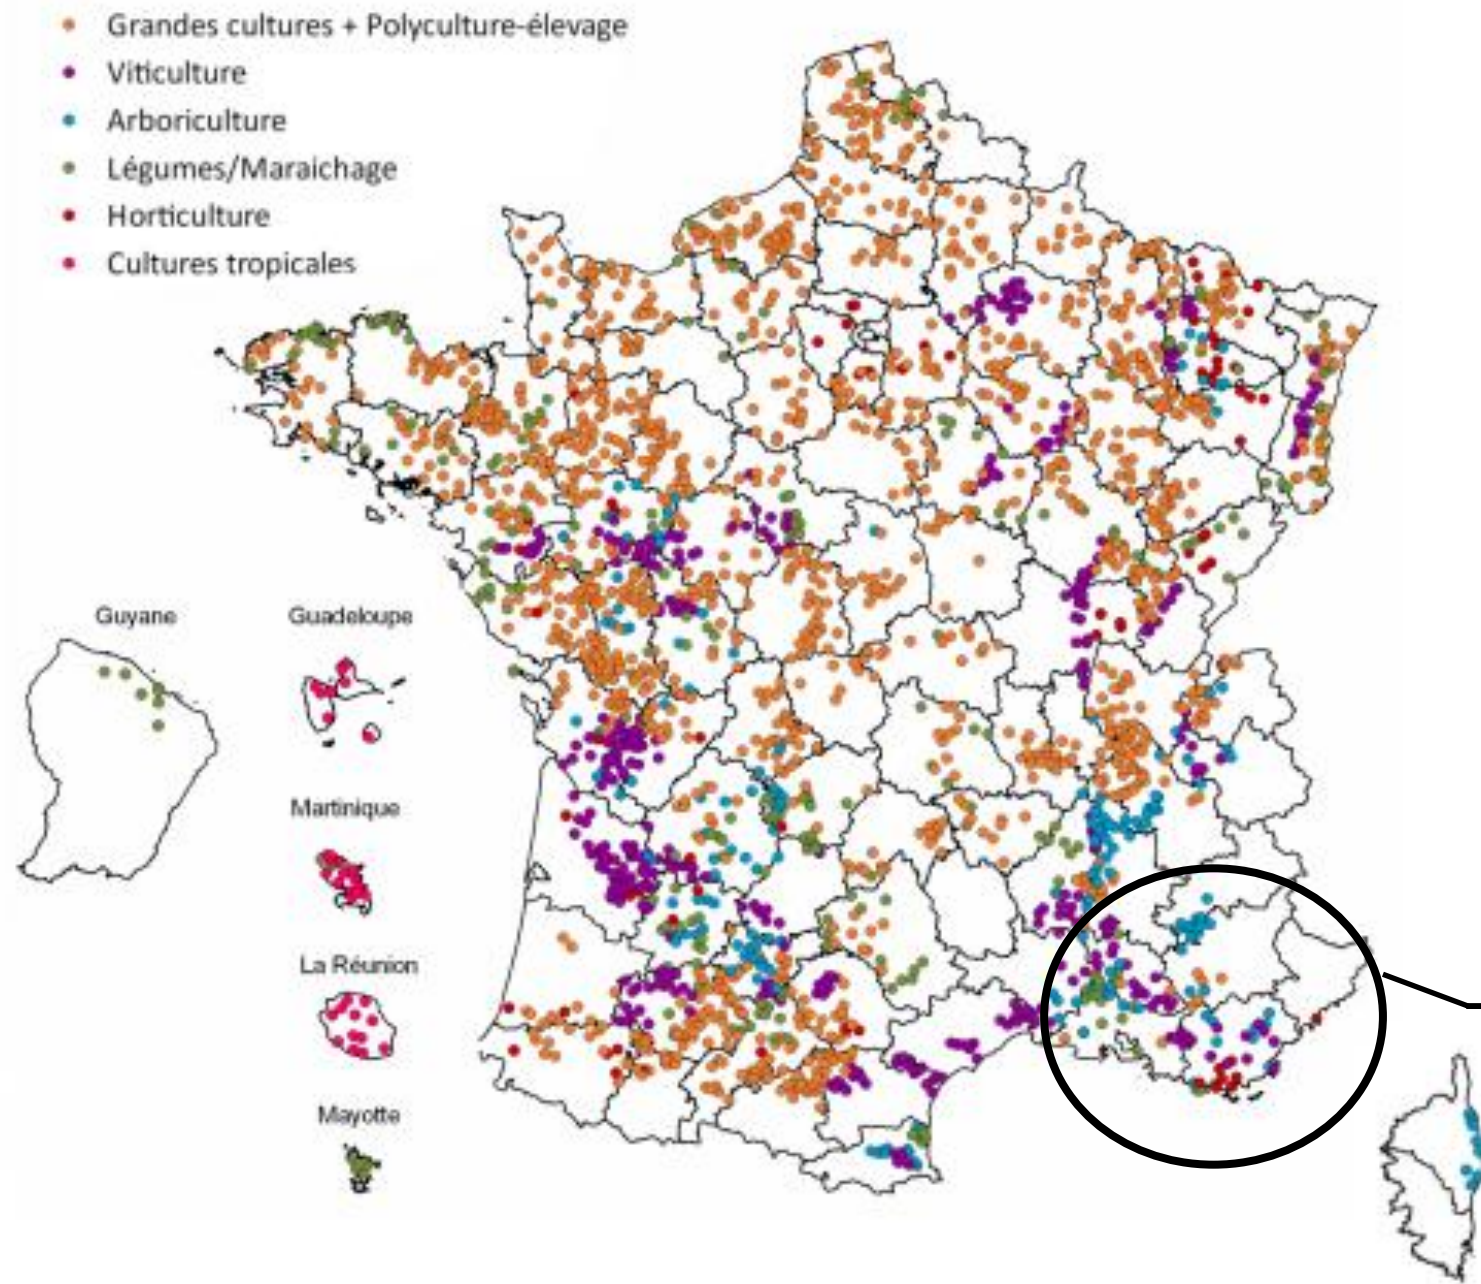 Grandes cultures + Polyculture-élevage
Viticulture
Arboriculture
Légumes/Maraichage
Horticulture
Cultures tropicales
Guyane
Guadeloupe
Martinique
La Réunion
Mayotte